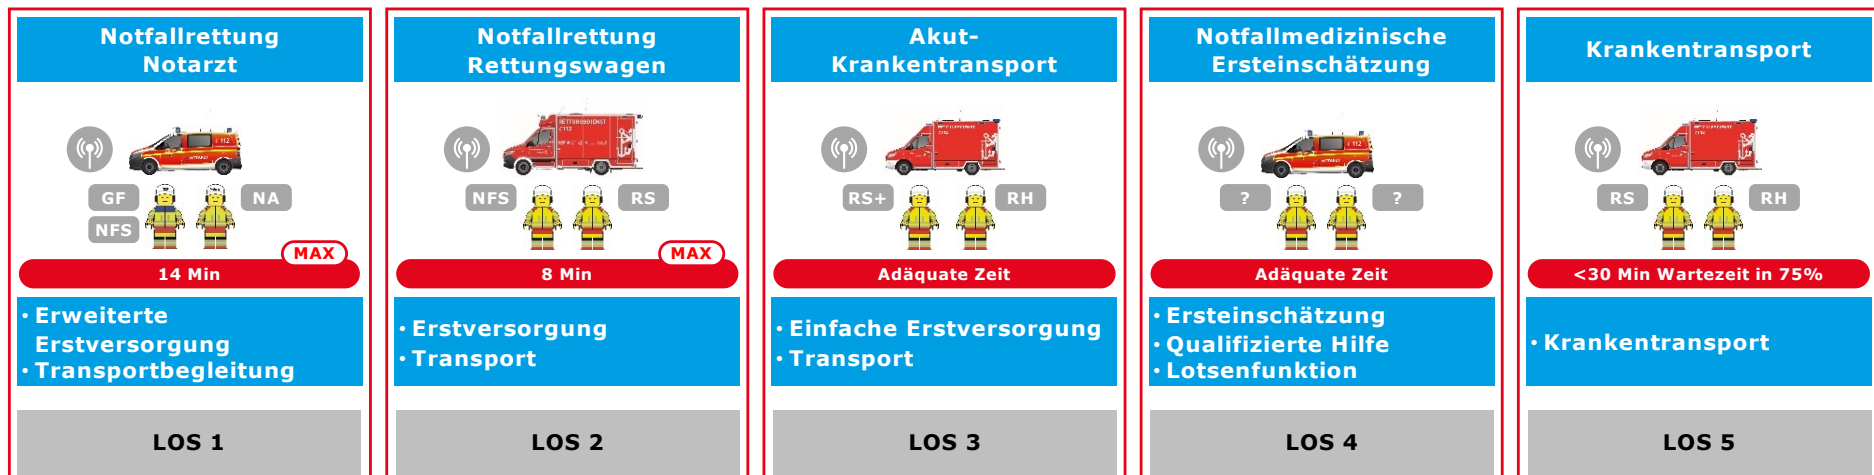 Notfallrettung
Notarzt
GF
NFS
NA
MAX
14 Min
• Erweiterte
Erstversorgung
• Transportbegleitung
LOS 1
Notfallrettung
Rettungswagen
RETTUNGSDIENST
NFS
RS
MAX
8 Min
• Erstversorgung
• Transport
LOS 2
Akut-
Krankentransport
RS+
RH
Adäquate Zeit
• Einfache Erstversorgung
• Transport
LOS 3
Notfallmedizinische
Ersteinschätzung
?
?
Adäquate Zeit
• Ersteinschätzung
• Qualifizierte Hilfe
• Lotsenfunktion
LOS 4
Krankentransport
RS
RH
<30 Min Wartezeit in 75%
• Krankentransport
LOS 5